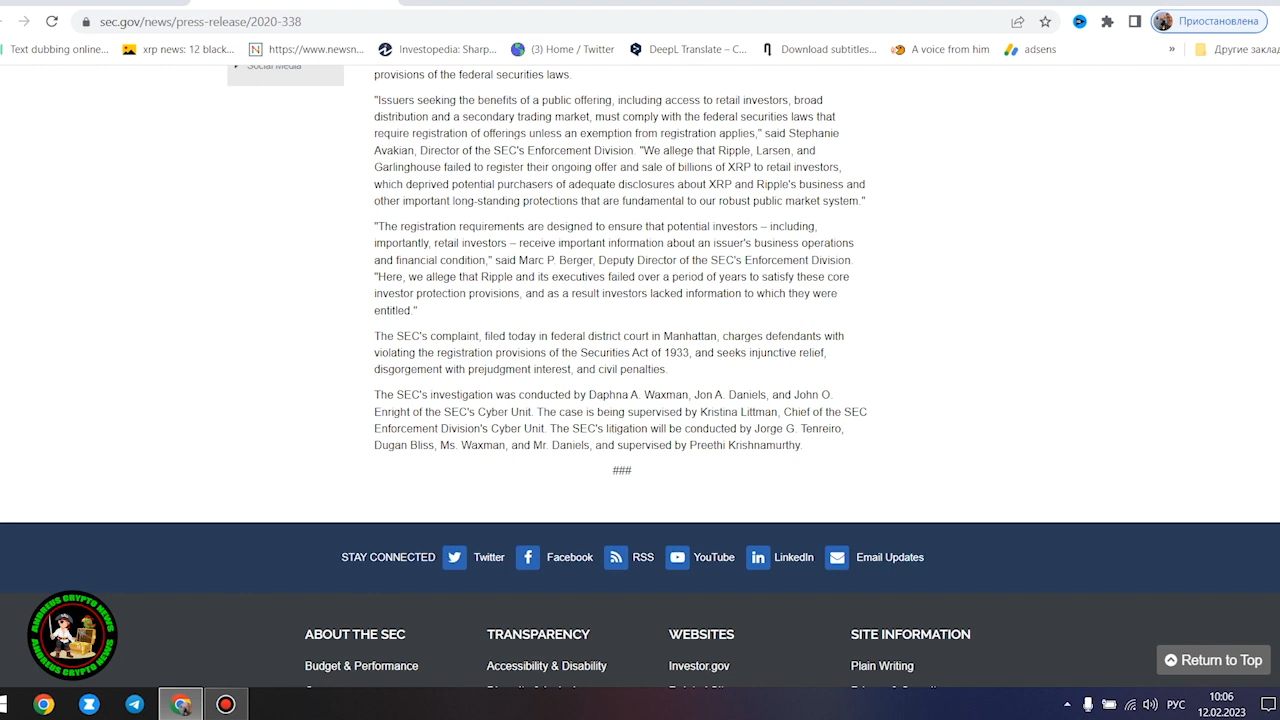 sec.gov/news/press-release/2020-338
Приостановлена
Text dubbing online...
xrp news: 12 black...
https://www.newsn...
Investopedia: Sharp...
(3) Home / Twitter
DeepL Translate – C...
Download subtitles...
A voice from him
adsens
»
Другие закла
Social Media
provisions of the federal securities laws.
"Issuers seeking the benefits of a public offering, including access to retail investors, broad
distribution and a secondary trading market, must comply with the federal securities laws that
require registration of offerings unless an exemption from registration applies," said Stephanie
Avakian, Director of the SEC's Enforcement Division. "We allege that Ripple, Larsen, and
Garlinghouse failed to register their ongoing offer and sale of billions of XRP to retail investors,
which deprived potential purchasers of adequate disclosures about XRP and Ripple's business and
other important long-standing protections that are fundamental to our robust public market system."
"The registration requirements are designed to ensure that potential investors – including,
importantly, retail investors – receive important information about an issuer's business operations
and financial condition," said Marc P. Berger, Deputy Director of the SEC's Enforcement Division.
"Here, we allege that Ripple and its executives failed over a period of years to satisfy these core
investor protection provisions, and as a result investors lacked information to which they were
entitled."
The SEC's complaint, filed today in federal district court in Manhattan, charges defendants with
violating the registration provisions of the Securities Act of 1933, and seeks injunctive relief,
disgorgement with prejudgment interest, and civil penalties.
The SEC's investigation was conducted by Daphna A. Waxman, Jon A. Daniels, and John O.
Enright of the SEC's Cyber Unit. The case is being supervised by Kristina Littman, Chief of the SEC
Enforcement Division's Cyber Unit. The SEC's litigation will be conducted by Jorge G. Tenreiro,
Dugan Bliss, Ms. Waxman, and Mr. Daniels, and supervised by Preethi Krishnamurthy.
###
STAY CONNECTED Twitter Facebook RSS YouTube LinkedIn Email Updates
ANDREUS CRYPTO NEWS
ANDREUS CRYPTO NEWS
ABOUT THE SEC
TRANSPARENCY
WEBSITES
SITE INFORMATION
Budget & Performance
Accessibility & Disability
Investor.gov
Plain Writing
Return to Top
РУС
10:06
12.02.2023